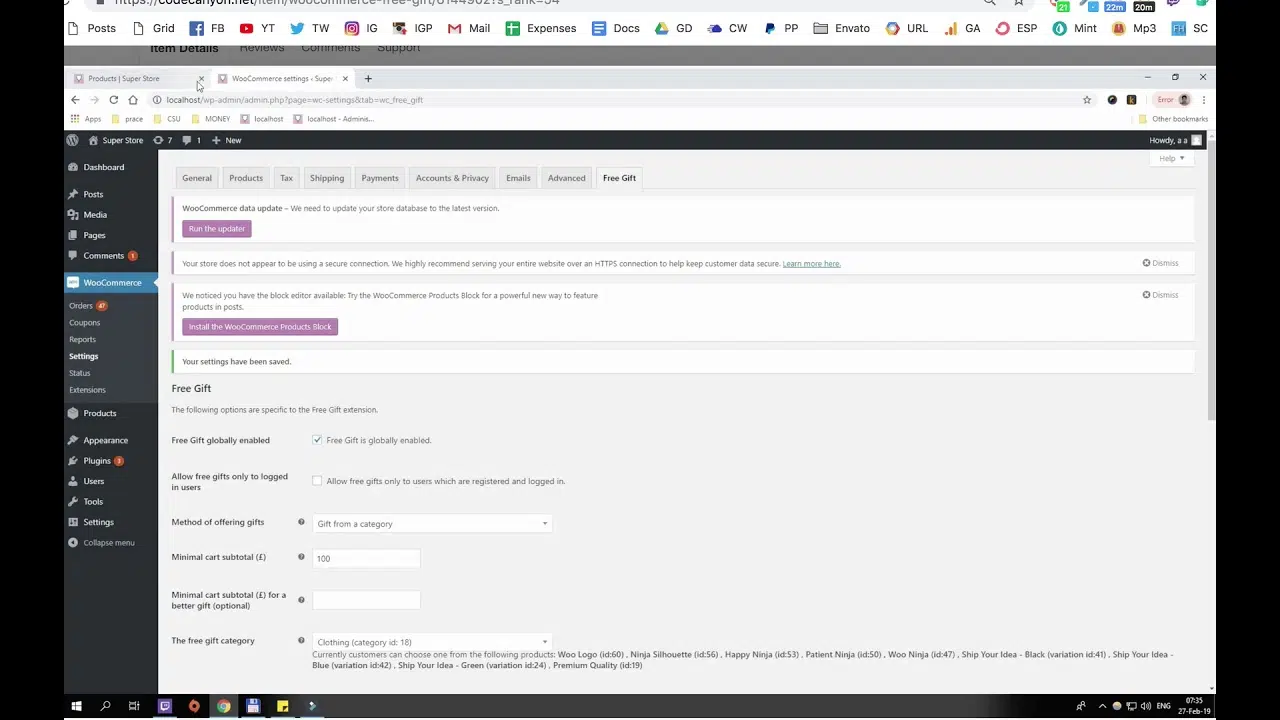 https://codecanyon.net/item/woocommerce-free-gift/6144902?s_rank=54
21 22m 20m
Posts Grid FB YT TW IG IGP Mail Expenses Docs GD CW PP Envato URL GA ESP Mint Mp3 SC
Item Details Reviews Comments Support
Products | Super Store WooCommerce settings ‹ Super
localhost/wp-admin/admin.php?page=wc-settings&tab=wc_free_gift Error
Apps prace CSU MONEY localhost localhost - Adminis... Other bookmarks
Super Store 7 1 New Howdy, a a
Help
Dashboard
Posts
Media
Pages
Comments 1
WooCommerce
Orders 47
Coupons
Reports
Settings
Status
Extensions
Products
Appearance
Plugins 3
Users
Tools
Settings
Collapse menu
General Products Tax Shipping Payments Accounts & Privacy Emails Advanced Free Gift
WooCommerce data update – We need to update your store database to the latest version.
Run the updater
Your store does not appear to be using a secure connection. We highly recommend serving your entire website over an HTTPS connection to help keep customer data secure. Learn more here. Dismiss
We noticed you have the block editor available: Try the WooCommerce Products Block for a powerful new way to feature Dismiss
products in posts.
Install the WooCommerce Products Block
Your settings have been saved.
Free Gift
The following options are specific to the Free Gift extension.
Free Gift globally enabled Free Gift is globally enabled.
Allow free gifts only to logged
in users
Allow free gifts only to users which are registered and logged in.
Method of offering gifts Gift from a category
Minimal cart subtotal (£) 100
Minimal cart subtotal (£) for a
better gift (optional)
The free gift category Clothing (category id: 18)
Currently customers can choose one from the following products: Woo Logo (id:60) , Ninja Silhouette (id:56) , Happy Ninja (id:53) , Patient Ninja (id:50) , Woo Ninja (id:47) , Ship Your Idea - Black (variation id:41) , Ship Your Idea -
Blue (variation id:42) , Ship Your Idea - Green (variation id:24) , Premium Quality (id:19)
ENG
07:35
27-Feb-19